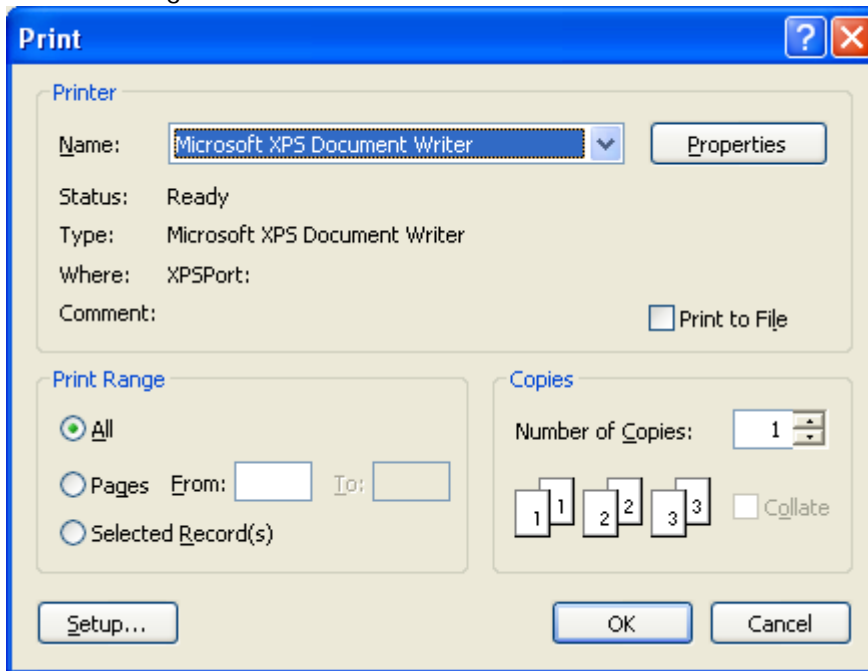 Print
Printer
Name: Microsoft XPS Document Writer Properties
Status: Ready
Type: Microsoft XPS Document Writer
Where: XPSPort:
Comment: Print to File
Print Range
All
Pages From: To:
Selected Record(s)
Copies
Number of Copies: 1
1 1 2 2 3 3 Collate
Setup... OK Cancel